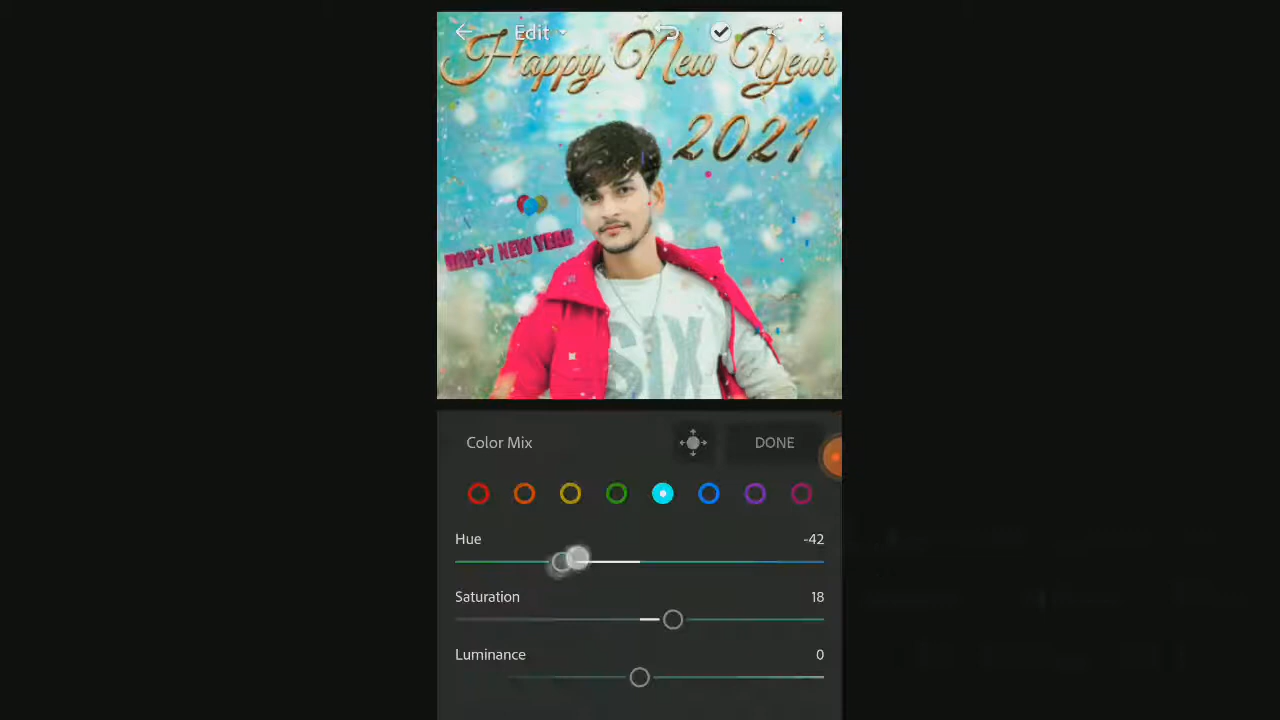 Edit
Happy New Year
2021
HAPPY NEW YEAR
SIX
Color Mix
DONE
Hue
-42
Saturation
18
Luminance
0